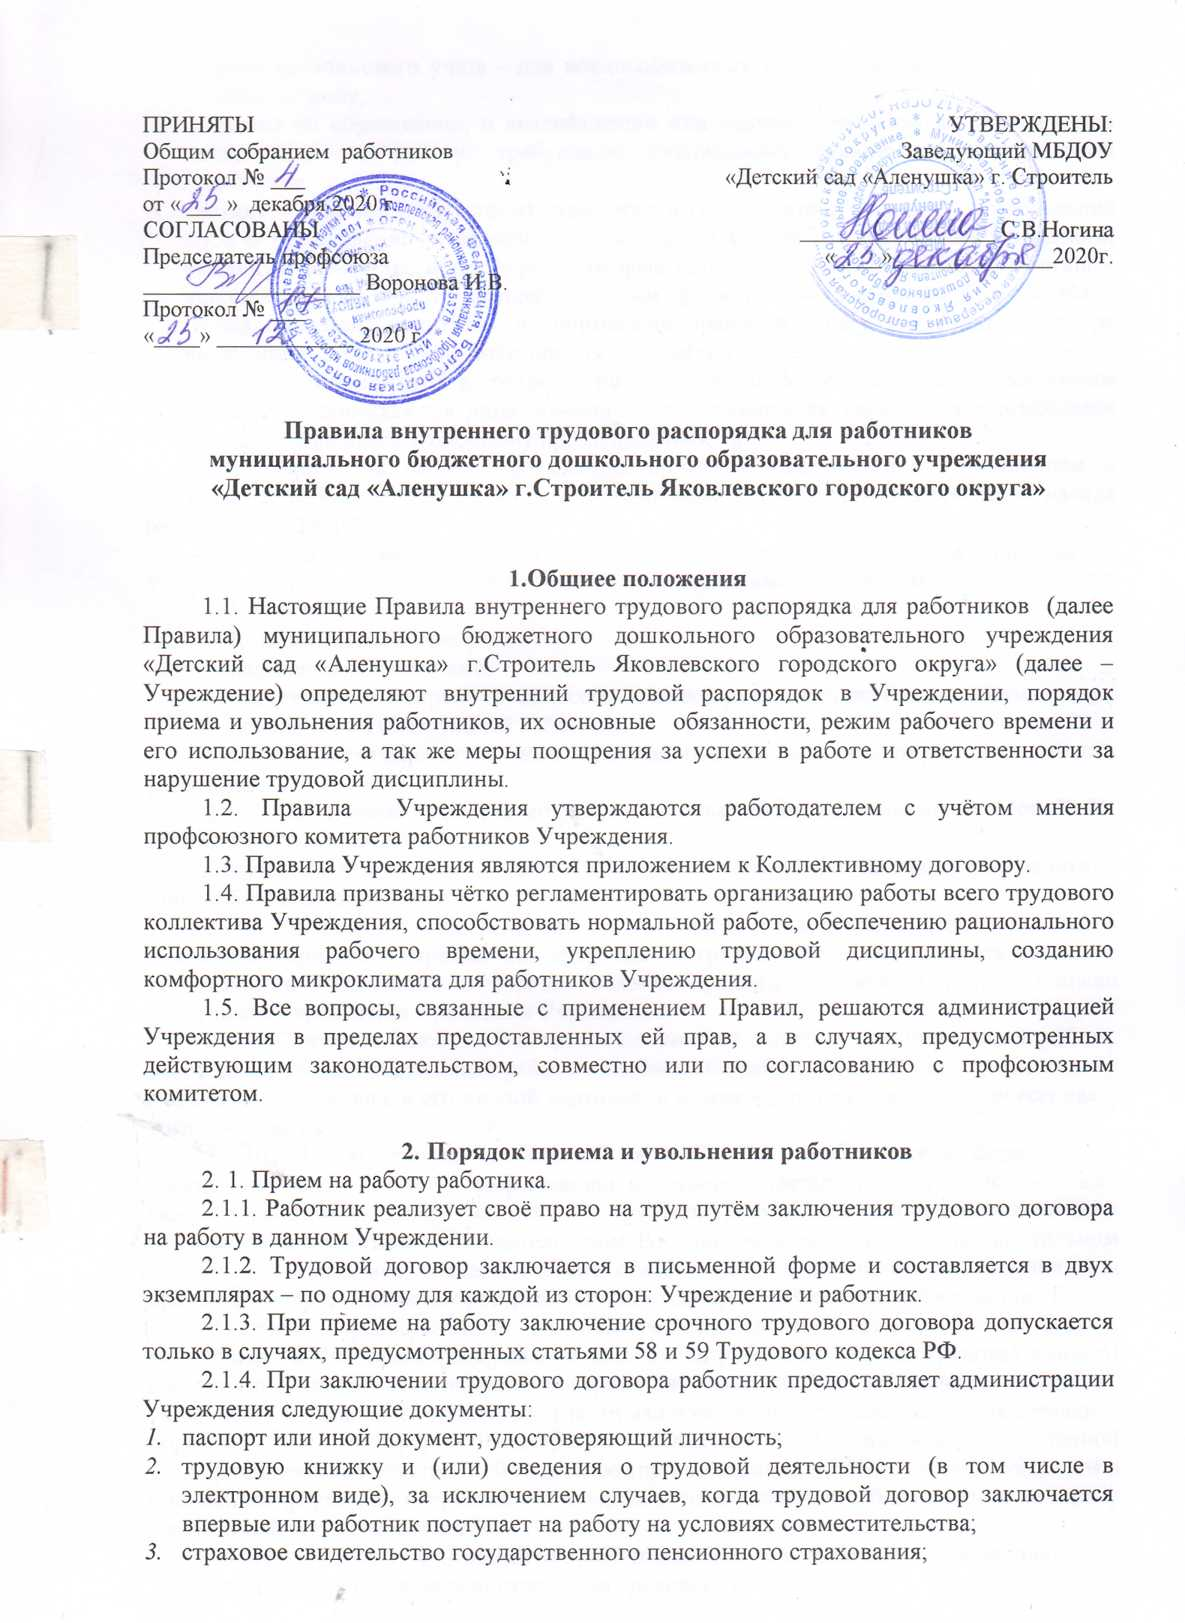 ПРИНЯТЫ
Общим собранием работников
Протокол № 4
от «25» декабря 2020 г.
СОГЛАСОВАНЫ
Председатель профсоюза
Воронова И.В.
Протокол № 17
«25» 12 2020 г
УТВЕРЖДЕНЫ:
Заведующий МБДОУ
«Детский сад «Аленушка» г. Строитель
С.В.Ногина
«25» декабря 2020г.
Правила внутреннего трудового распорядка для работников
муниципального бюджетного дошкольного образовательного учреждения
«Детский сад «Аленушка» г.Строитель Яковлевского городского округа»
1.Общиее положения
1.1. Настоящие Правила внутреннего трудового распорядка для работников (далее
Правила) муниципального бюджетного дошкольного образовательного учреждения
«Детский сад «Аленушка» г.Строитель Яковлевского городского округа» (далее –
Учреждение) определяют внутренний трудовой распорядок в Учреждении, порядок
приема и увольнения работников, их основные обязанности, режим рабочего времени и
его использование, а так же меры поощрения за успехи в работе и ответственности за
нарушение трудовой дисциплины.
1.2. Правила Учреждения утверждаются работодателем с учётом мнения
профсоюзного комитета работников Учреждения.
1.3. Правила Учреждения являются приложением к Коллективному договору.
1.4. Правила призваны чётко регламентировать организацию работы всего трудового
коллектива Учреждения, способствовать нормальной работе, обеспечению рационального
использования рабочего времени, укреплению трудовой дисциплины, созданию
комфортного микроклимата для работников Учреждения.
1.5. Все вопросы, связанные с применением Правил, решаются администрацией
Учреждения в пределах предоставленных ей прав, а в случаях, предусмотренных
действующим законодательством, совместно или по согласованию с профсоюзным
комитетом.
2. Порядок приема и увольнения работников
2. 1. Прием на работу работника.
2.1.1. Работник реализует своё право на труд путём заключения трудового договора
на работу в данном Учреждении.
2.1.2. Трудовой договор заключается в письменной форме и составляется в двух
экземплярах – по одному для каждой из сторон: Учреждение и работник.
2.1.3. При приеме на работу заключение срочного трудового договора допускается
только в случаях, предусмотренных статьями 58 и 59 Трудового кодекса РФ.
2.1.4. При заключении трудового договора работник предоставляет администрации
Учреждения следующие документы:
1. паспорт или иной документ, удостоверяющий личность;
2. трудовую книжку и (или) сведения о трудовой деятельности (в том числе в
электронном виде), за исключением случаев, когда трудовой договор заключается
впервые или работник поступает на работу на условиях совместительства;
3. страховое свидетельство государственного пенсионного страхования;